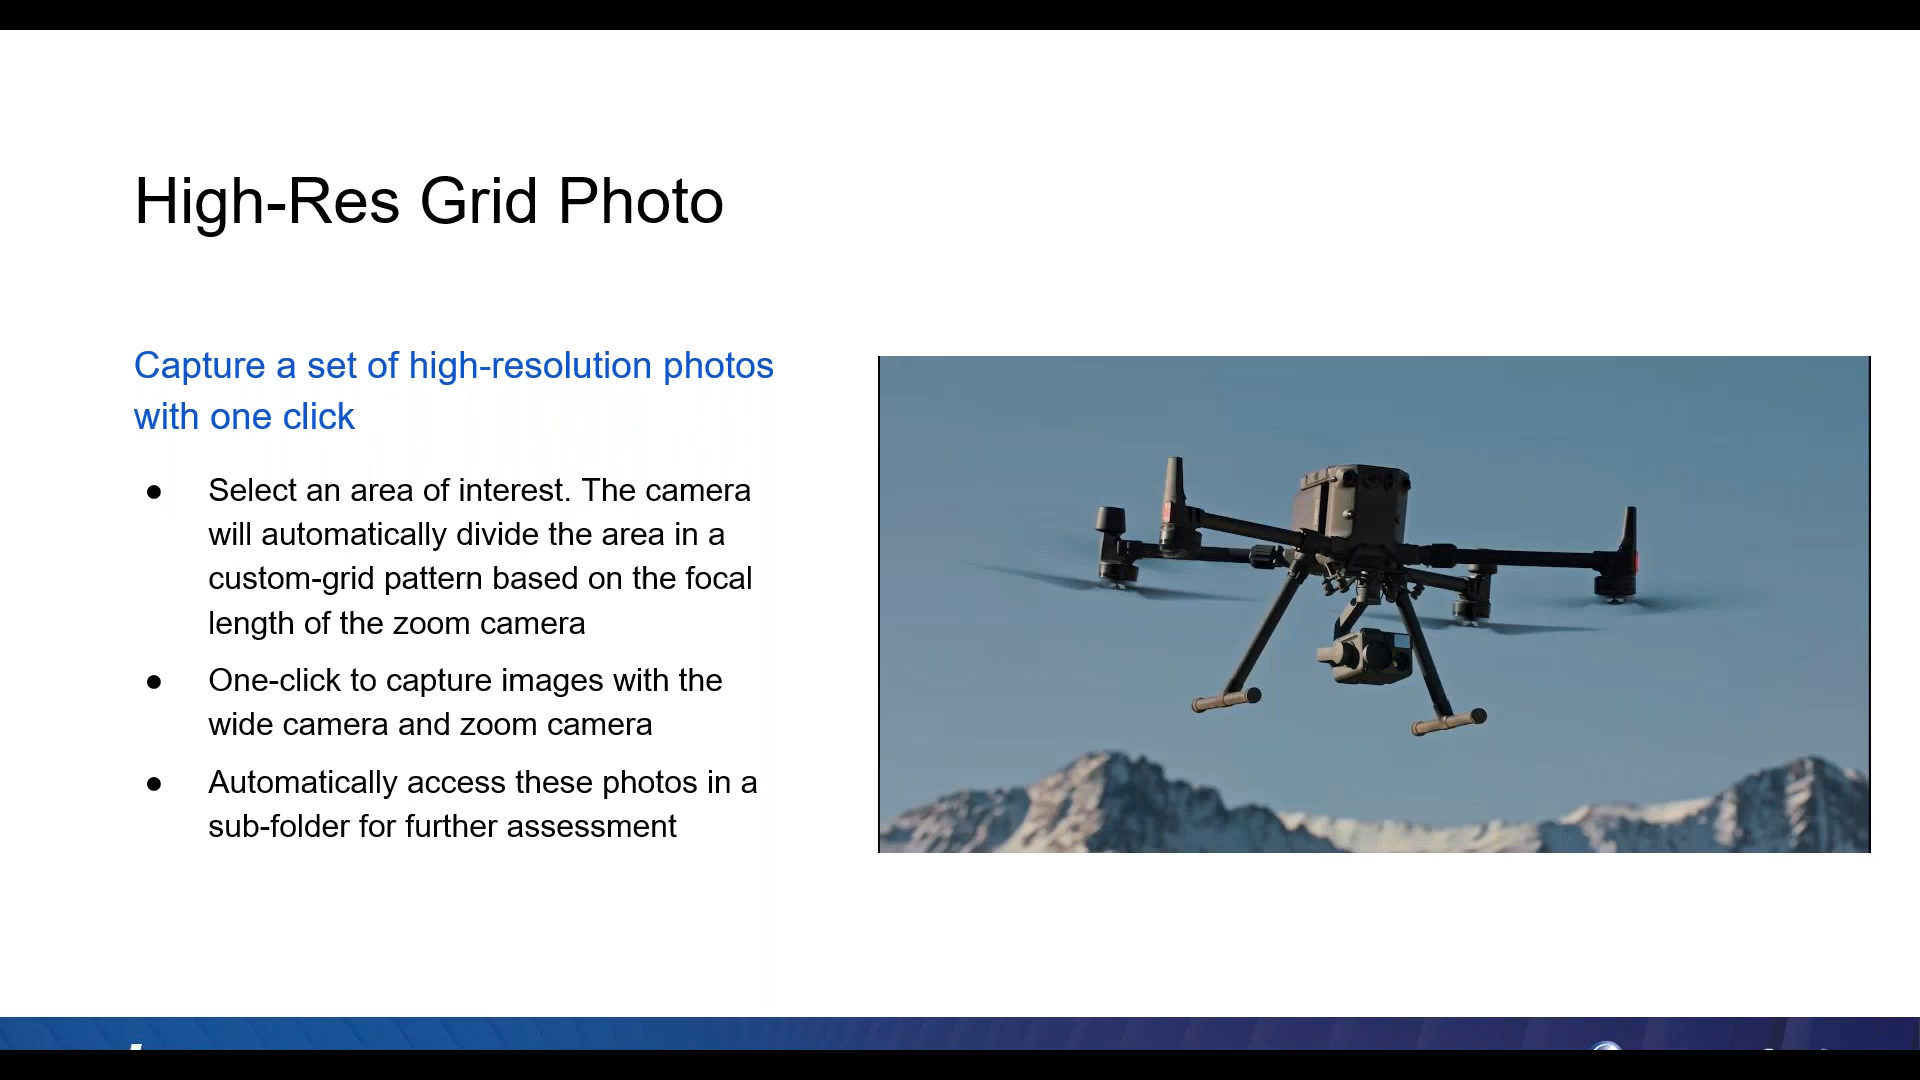 High-Res Grid Photo
Capture a set of high-resolution photos
with one click
● Select an area of interest. The camera
will automatically divide the area in a
custom-grid pattern based on the focal
length of the zoom camera
● One-click to capture images with the
wide camera and zoom camera
● Automatically access these photos in a
sub-folder for further assessment